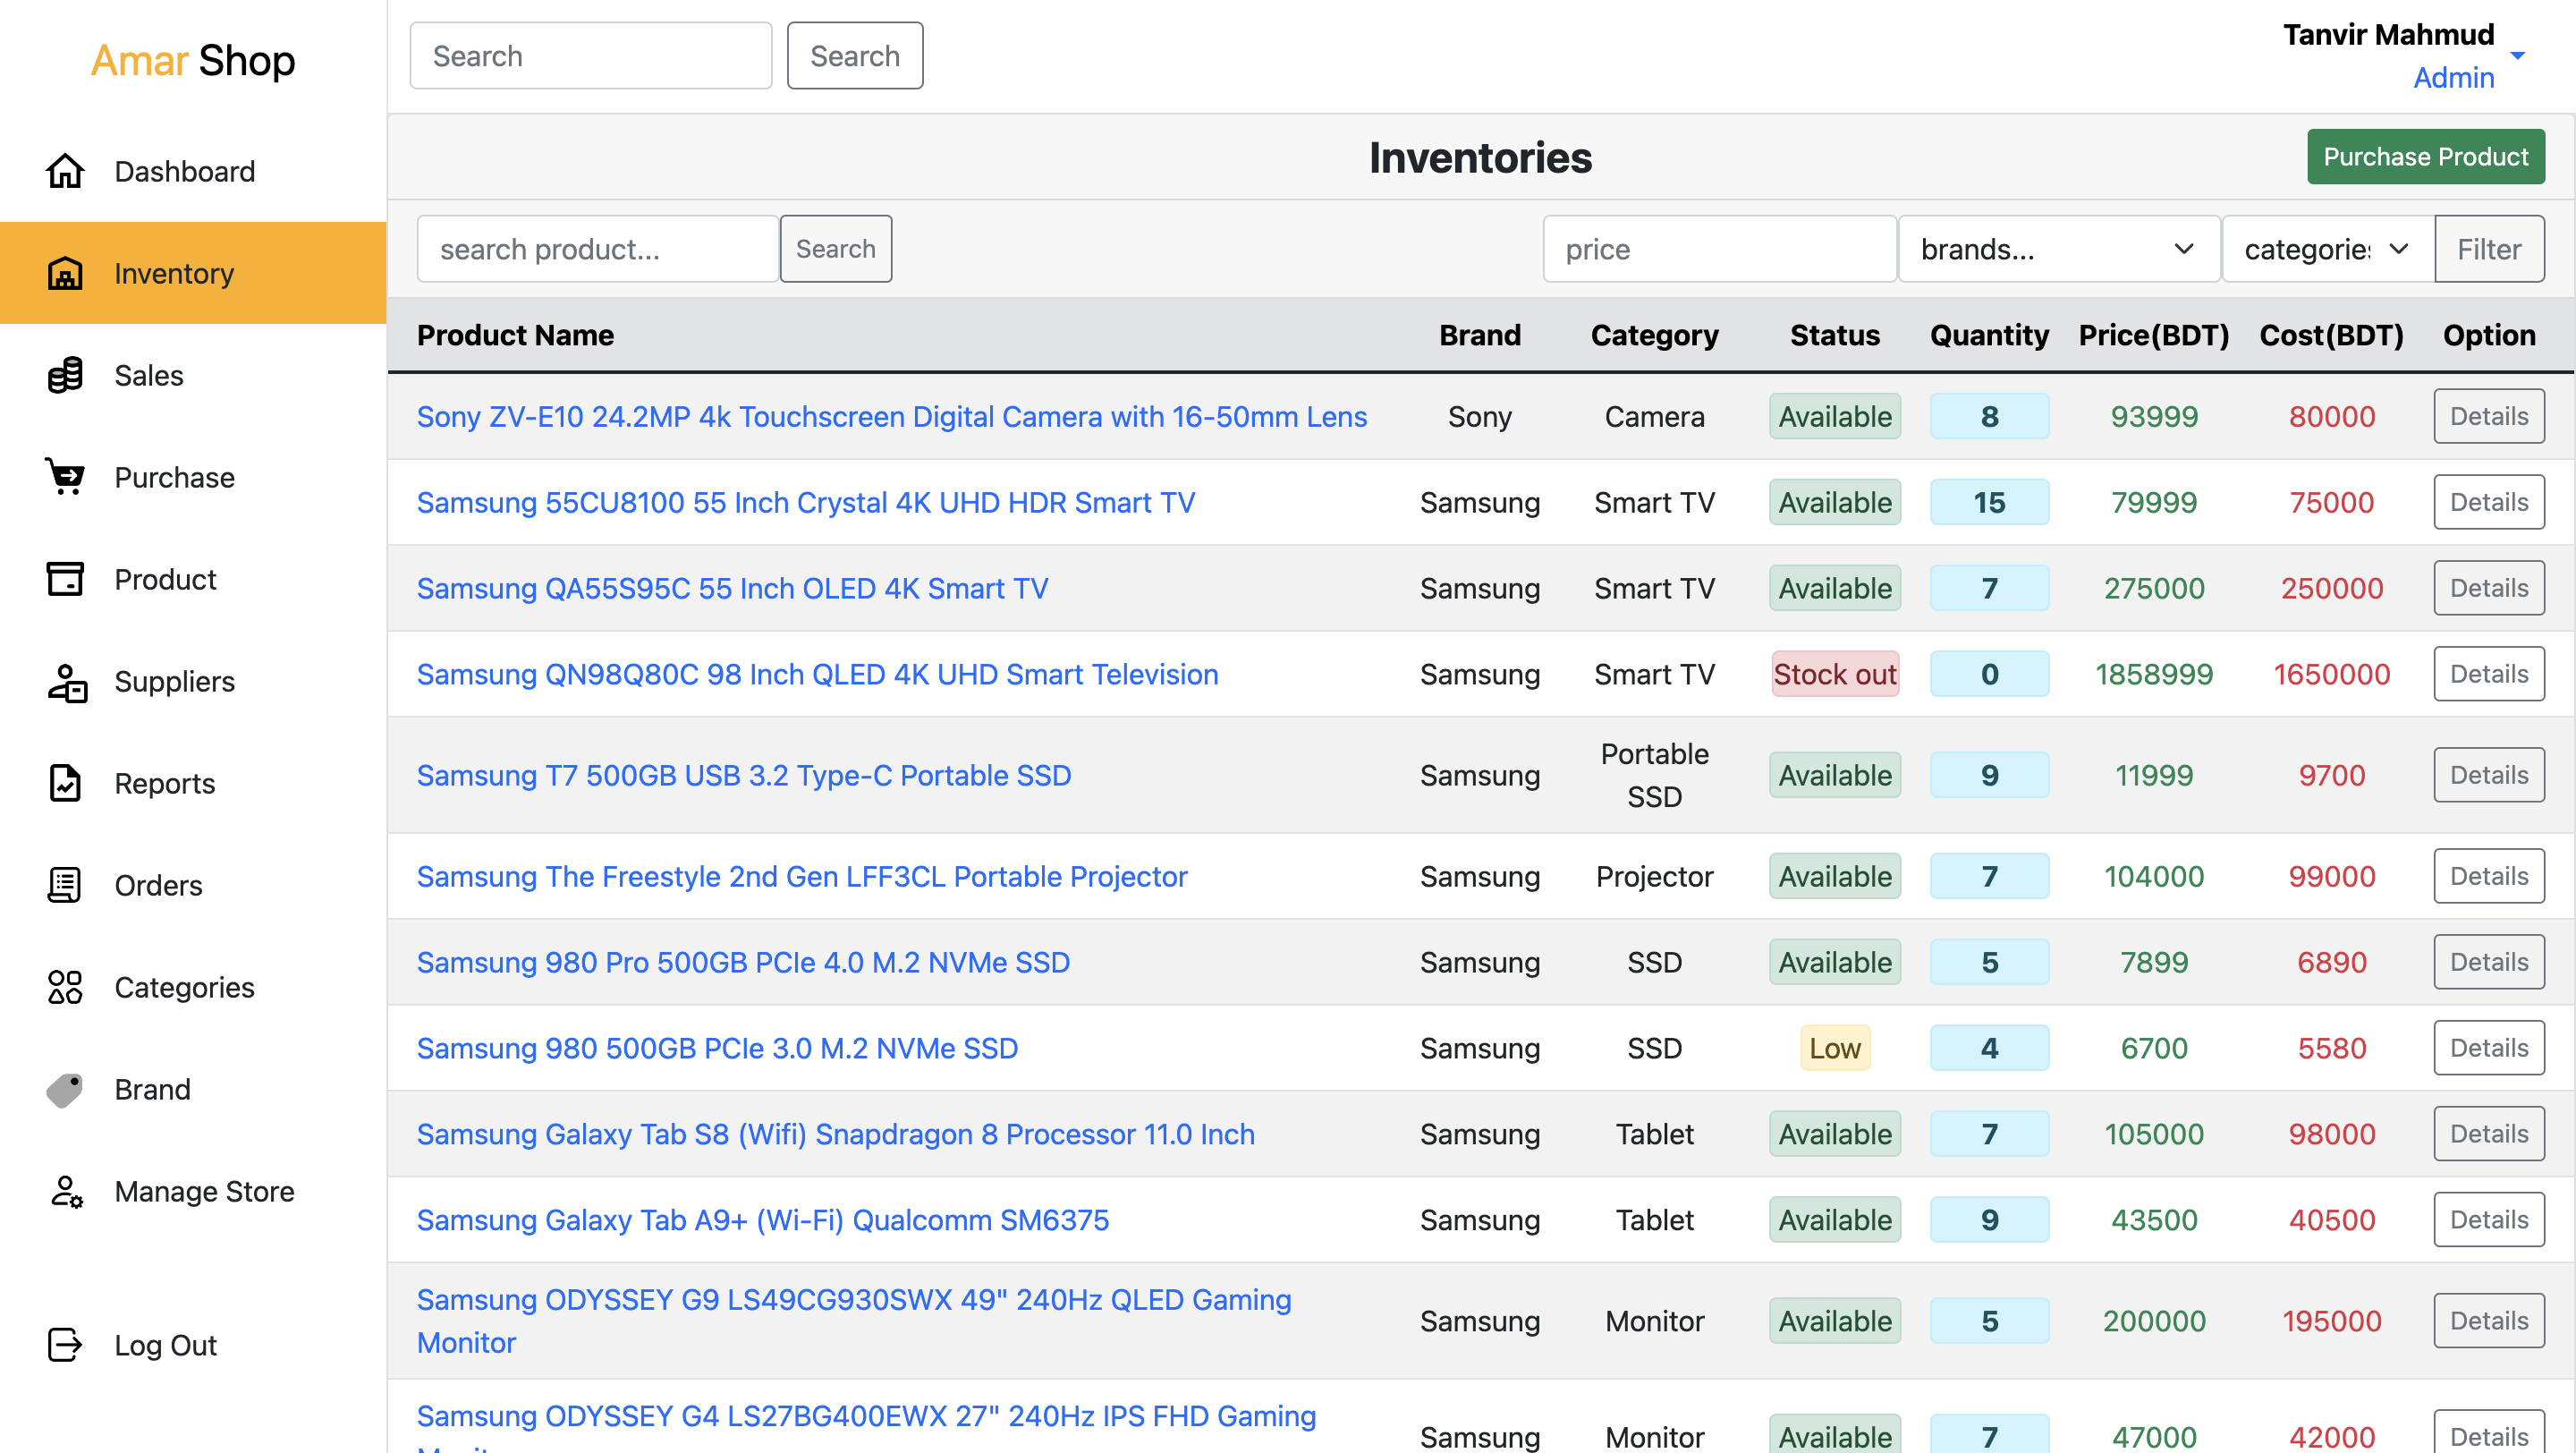 Amar Shop
Search
Search
Tanvir Mahmud
Admin
Dashboard
Inventory
Sales
Purchase
Product
Suppliers
Reports
Orders
Categories
Brand
Manage Store
Log Out
Inventories
Purchase Product
search product...
Search
price
brands...
categories
Filter
Product Name Brand Category Status Quantity Price(BDT) Cost(BDT) Option
Sony ZV-E10 24.2MP 4k Touchscreen Digital Camera with 16-50mm Lens Sony Camera Available 8 93999 80000 Details
Samsung 55CU8100 55 Inch Crystal 4K UHD HDR Smart TV Samsung Smart TV Available 15 79999 75000 Details
Samsung QA55S95C 55 Inch OLED 4K Smart TV Samsung Smart TV Available 7 275000 250000 Details
Samsung QN98Q80C 98 Inch QLED 4K UHD Smart Television Samsung Smart TV Stock out 0 1858999 1650000 Details
Samsung T7 500GB USB 3.2 Type-C Portable SSD Samsung Portable
SSD Available 9 11999 9700 Details
Samsung The Freestyle 2nd Gen LFF3CL Portable Projector Samsung Projector Available 7 104000 99000 Details
Samsung 980 Pro 500GB PCIe 4.0 M.2 NVMe SSD Samsung SSD Available 5 7899 6890 Details
Samsung 980 500GB PCIe 3.0 M.2 NVMe SSD Samsung SSD Low 4 6700 5580 Details
Samsung Galaxy Tab S8 (Wifi) Snapdragon 8 Processor 11.0 Inch Samsung Tablet Available 7 105000 98000 Details
Samsung Galaxy Tab A9+ (Wi-Fi) Qualcomm SM6375 Samsung Tablet Available 9 43500 40500 Details
Samsung ODYSSEY G9 LS49CG930SWX 49" 240Hz QLED Gaming
Monitor Samsung Monitor Available 5 200000 195000 Details
Samsung ODYSSEY G4 LS27BG400EWX 27" 240Hz IPS FHD Gaming
Samsung Monitor Available 7 47000 42000 Details